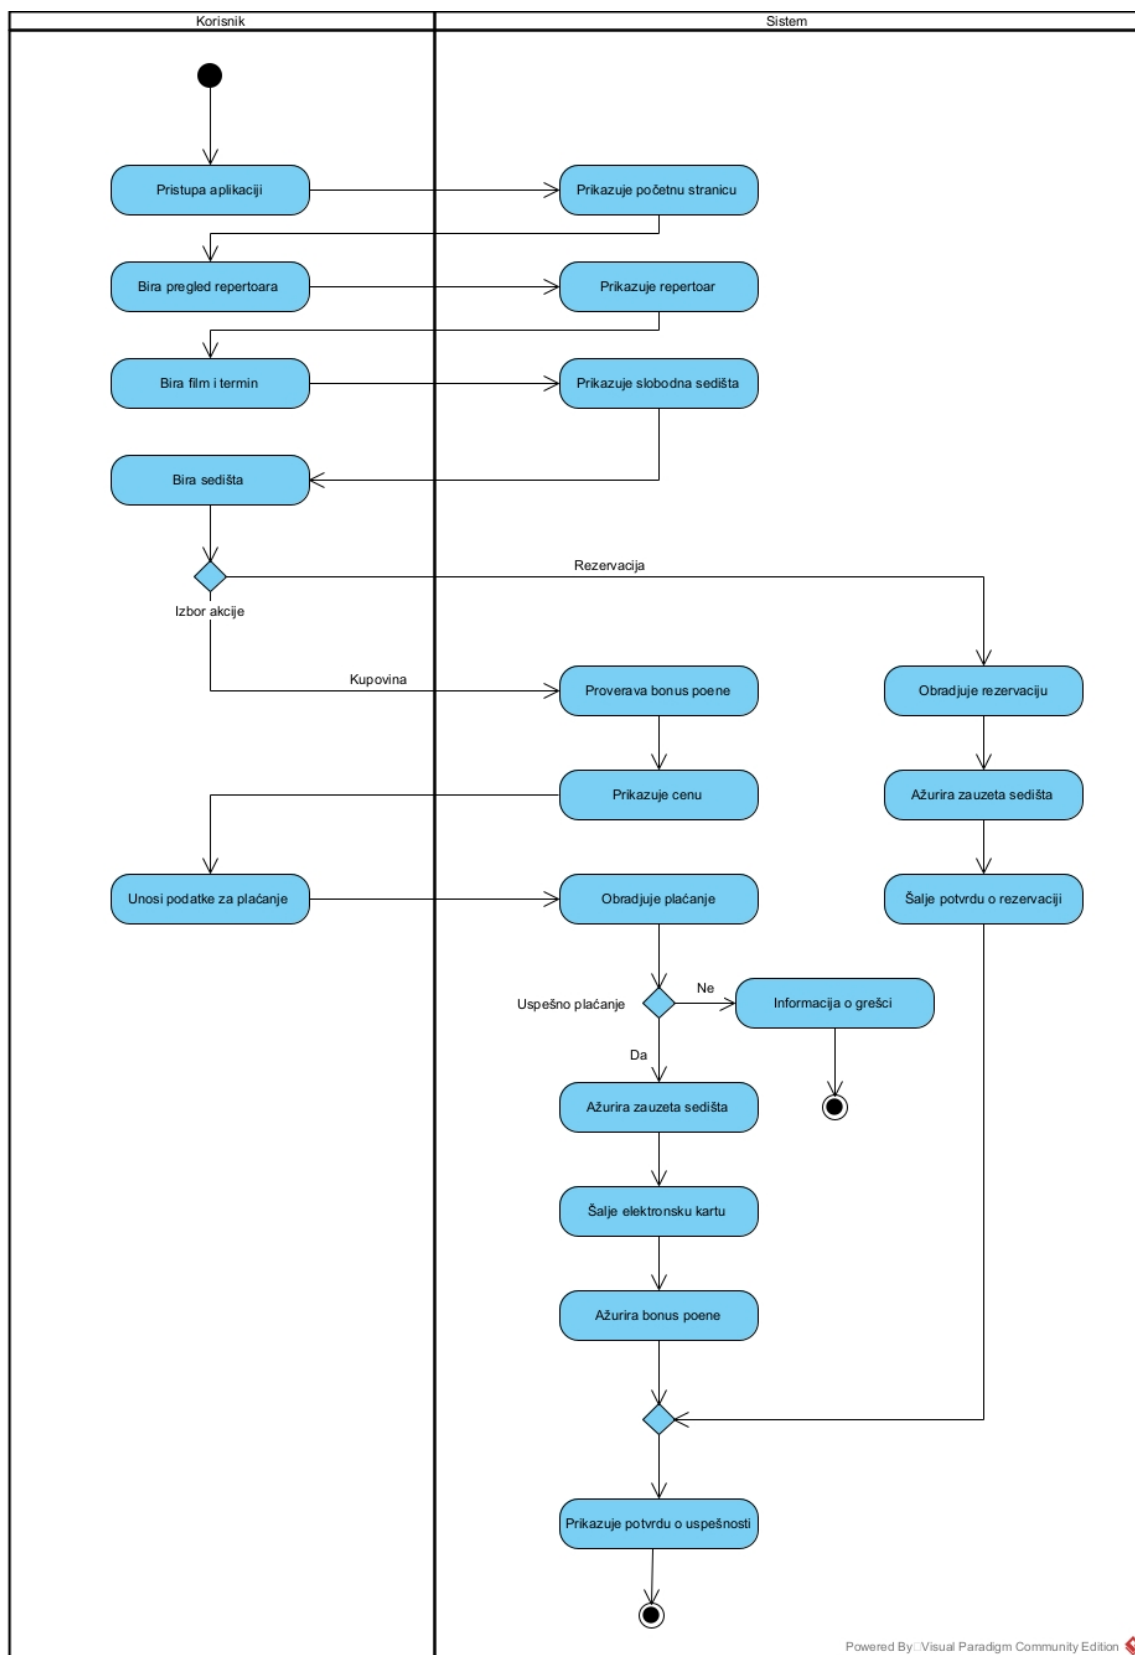 Korisnik
Sistem
Pristupa aplikaciji
Prikazuje početnu stranicu
Bira pregled repertoara
Prikazuje repertoar
Bira film i termin
Prikazuje slobodna sedišta
Bira sedišta
Rezervacija
Izbor akcije
Kupovina
Proverava bonus poene
Obradjuje rezervaciju
Prikazuje cenu
Ažurira zauzeta sedišta
Unosi podatke za plaćanje
Obradjuje plaćanje
Šalje potvrdu o rezervaciji
Uspešno plaćanje
Ne
Informacija o grešci
Da
Ažurira zauzeta sedišta
Šalje elektronsku kartu
Ažurira bonus poene
Prikazuje potvrdu o uspešnosti
Powered By Visual Paradigm Community Edition